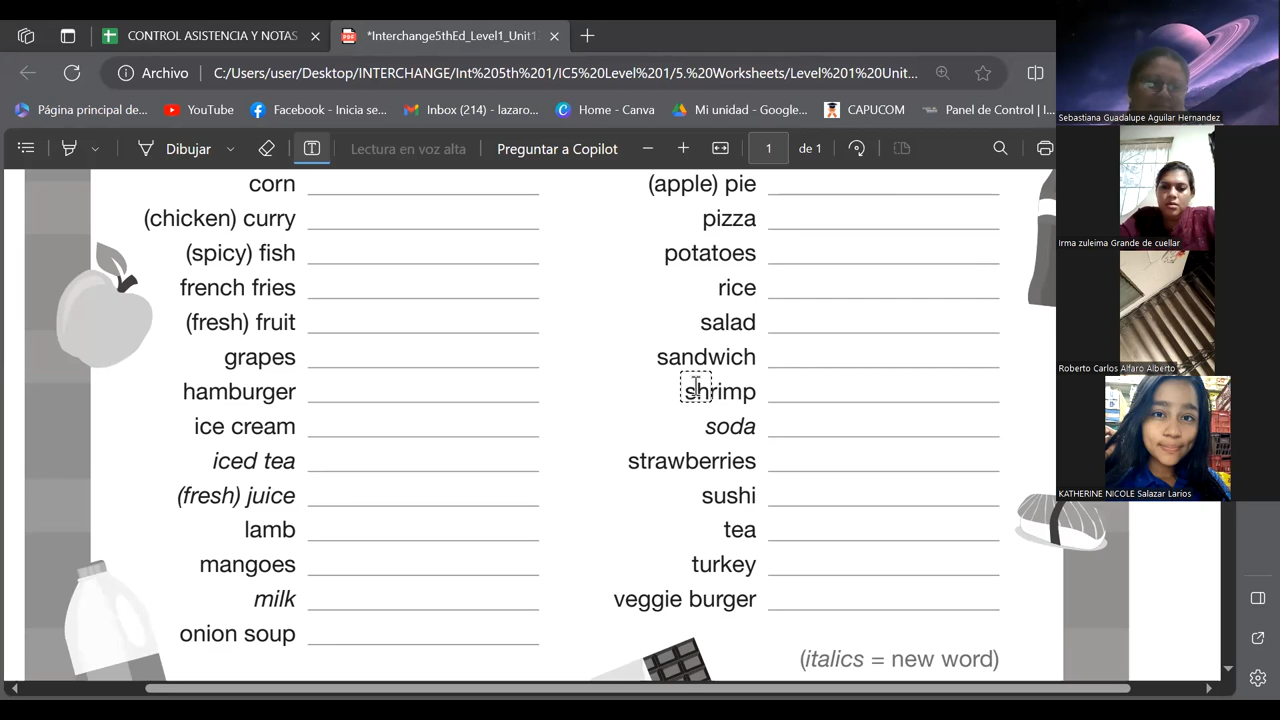 CONTROL ASISTENCIA Y NOTAS
*Interchange5thEd_Level1_Unit1
Archivo
C:/Users/user/Desktop/INTERCHANGE/Int%205th%201/IC5%20Level%201/5.%20Worksheets/Level%201%20Unit...
Página principal de...
YouTube
Facebook - Inicia se...
Inbox (214) - lazaro...
Home - Canva
Mi unidad - Google...
CAPUCOM
Panel de Control | I...
Dibujar
Lectura en voz alta
Preguntar a Copilot
1
de 1
corn
(chicken) curry
(spicy) fish
french fries
(fresh) fruit
grapes
hamburger
ice cream
iced tea
(fresh) juice
lamb
mangoes
milk
onion soup
(apple) pie
pizza
potatoes
rice
salad
sandwich
shrimp
soda
strawberries
sushi
tea
turkey
veggie burger
(italics = new word)
Sebastiana Guadalupe Aguilar Hernandez
Irma zuleima Grande de cuellar
Roberto Carlos Alfaro Alberto
KATHERINE NICOLE Salazar Larios